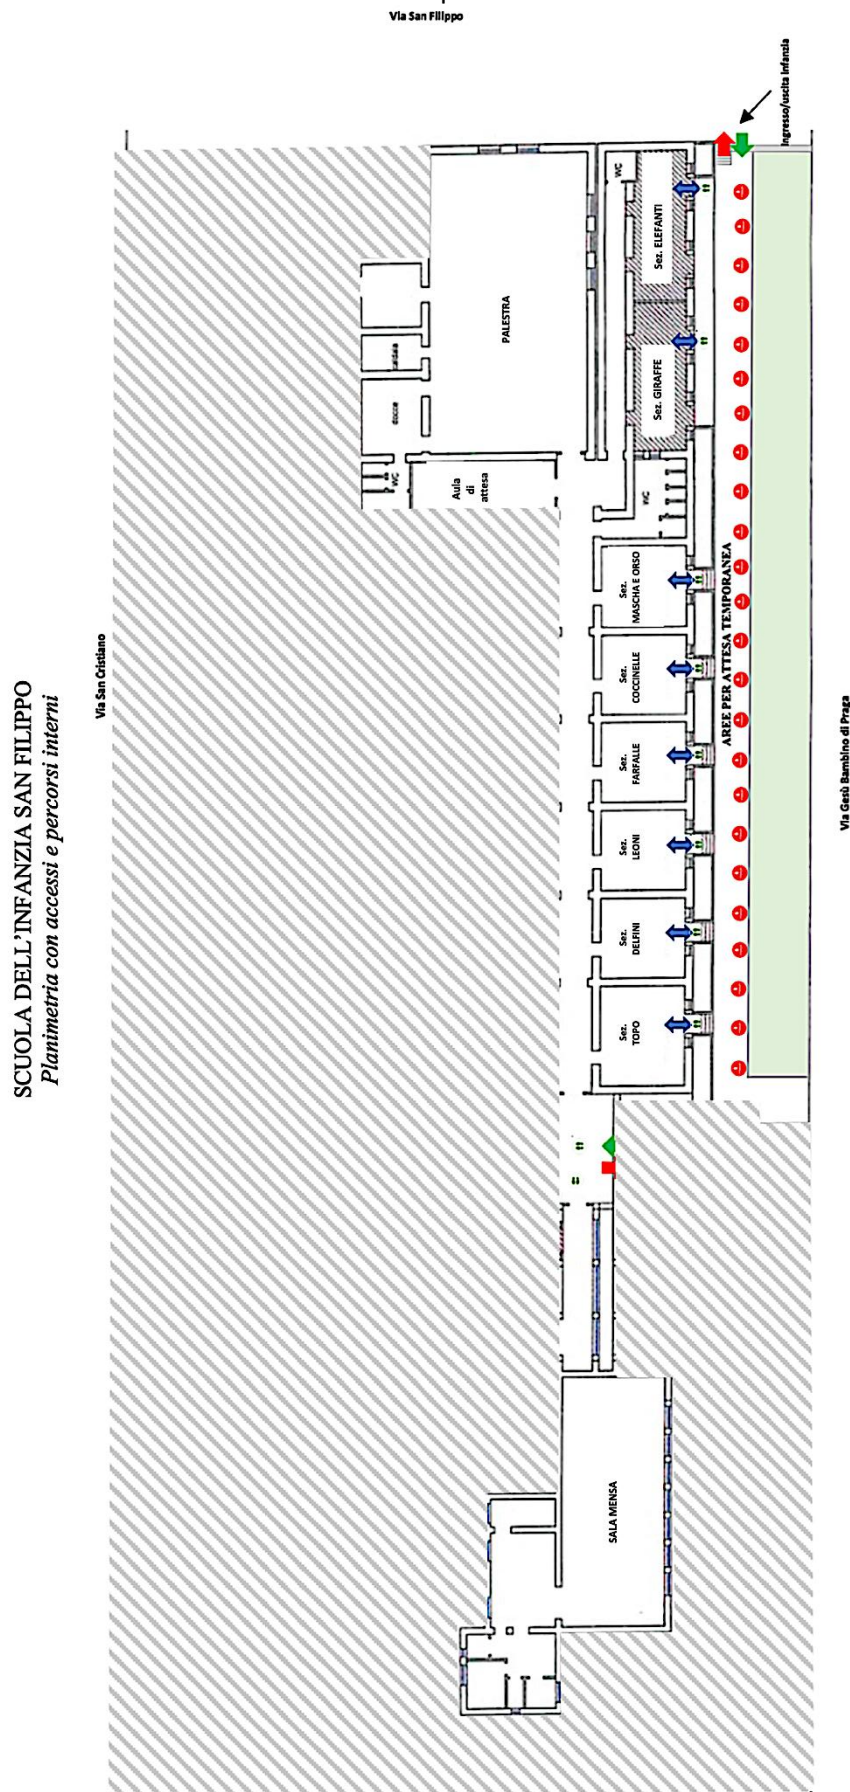 SCUOLA DELL'INFANZIA SAN FILIPPO
Planimetria con accessi e percorsi interni
Via San Filippo
Via San Cristiano
Ingresso/uscita Infanzia
WC
Sez. ELEFANTI
PALESTRA
caldaia
Sez. GIRAFFE
docce
WC
Aula
di
attesa
WC
Sez.
MASCHA E ORSO
AREE PER ATTESA TEMPORANEA
Sez.
COCCINELLE
Sez.
FARFALLE
Sez.
LEONI
Sez.
DELFINI
Sez.
TOPO
Via Gesù Bambino di Praga
SALA MENSA